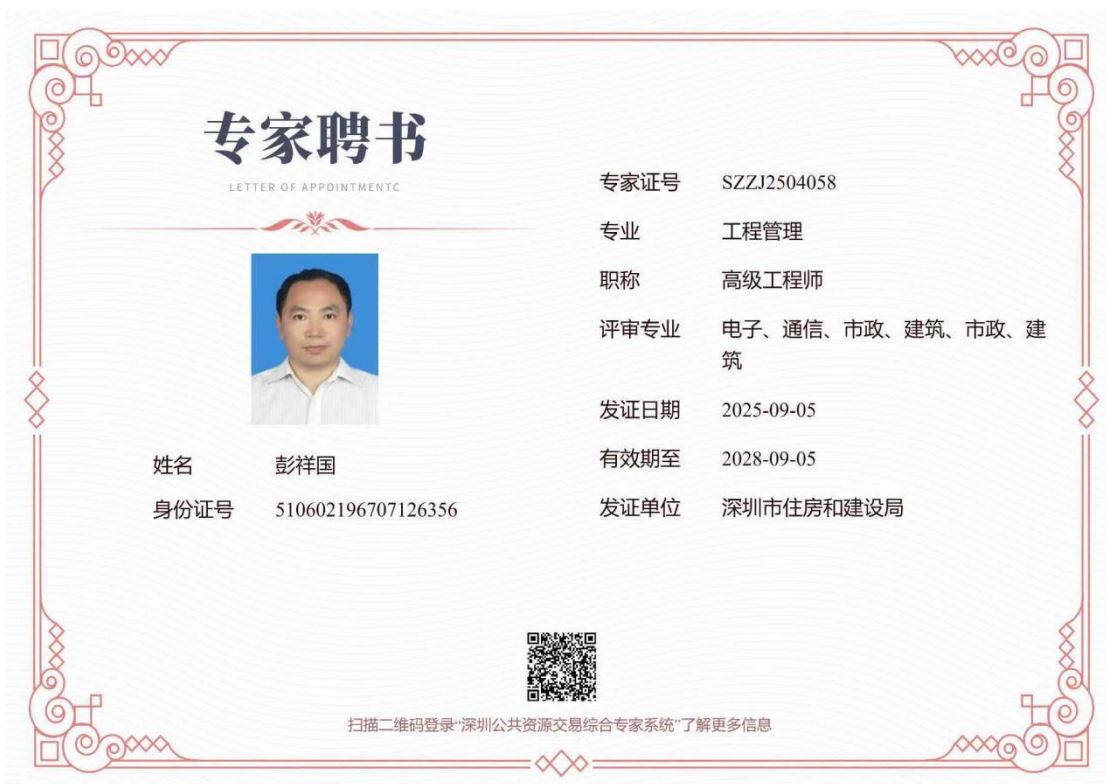 专家聘书
LETTER OF APPOINTMENTC
姓名 彭祥国
身份证号 510602196707126356
专家证号 SZZJ2504058
专业 工程管理
职称 高级工程师
评审专业 电子、通信、市政、建筑、市政、建
筑
发证日期 2025-09-05
有效期至 2028-09-05
发证单位 深圳市住房和建设局
扫描二维码登录“深圳公共资源交易综合专家系统”了解更多信息